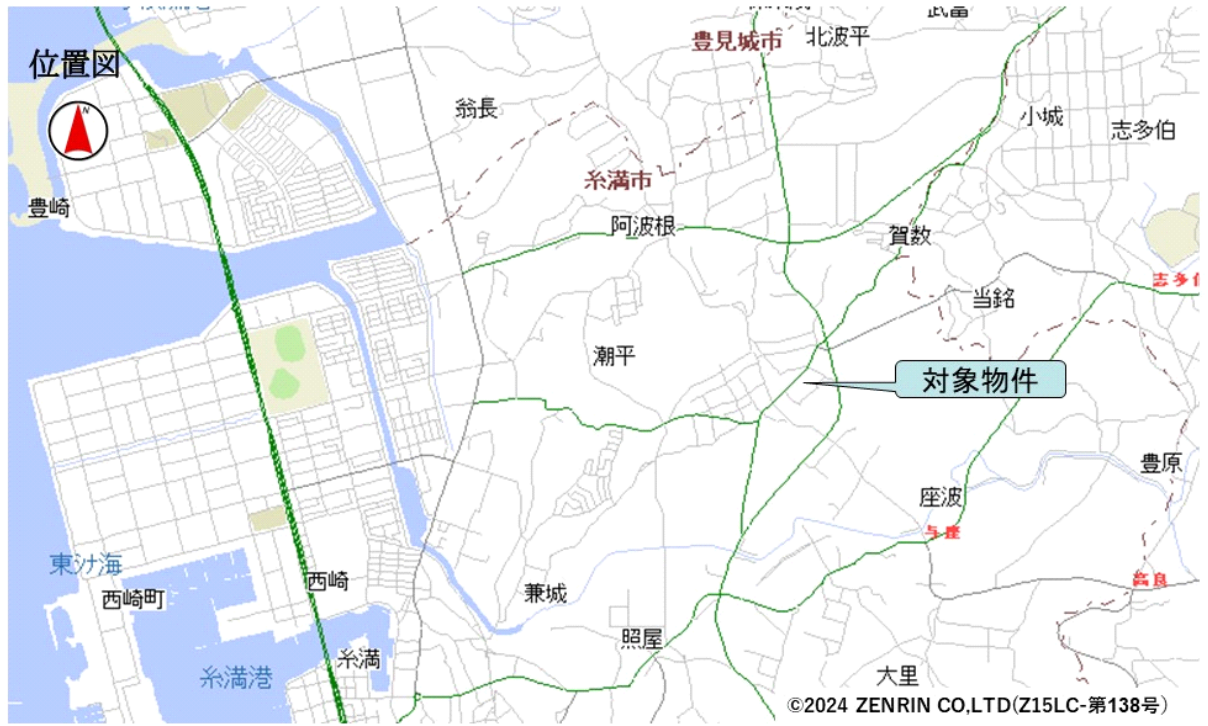 位置図
N
豊見城市
北波平
翁長
小城
志多伯
糸満市
豊崎
阿波根
賀数
当銘
潮平
対象物件
豊原
座波
与座
東シナ海
西崎
西崎町
兼城
高良
照屋
糸満
糸満港
大里
©2024 ZENRIN CO,LTD(Z15LC-第138号)